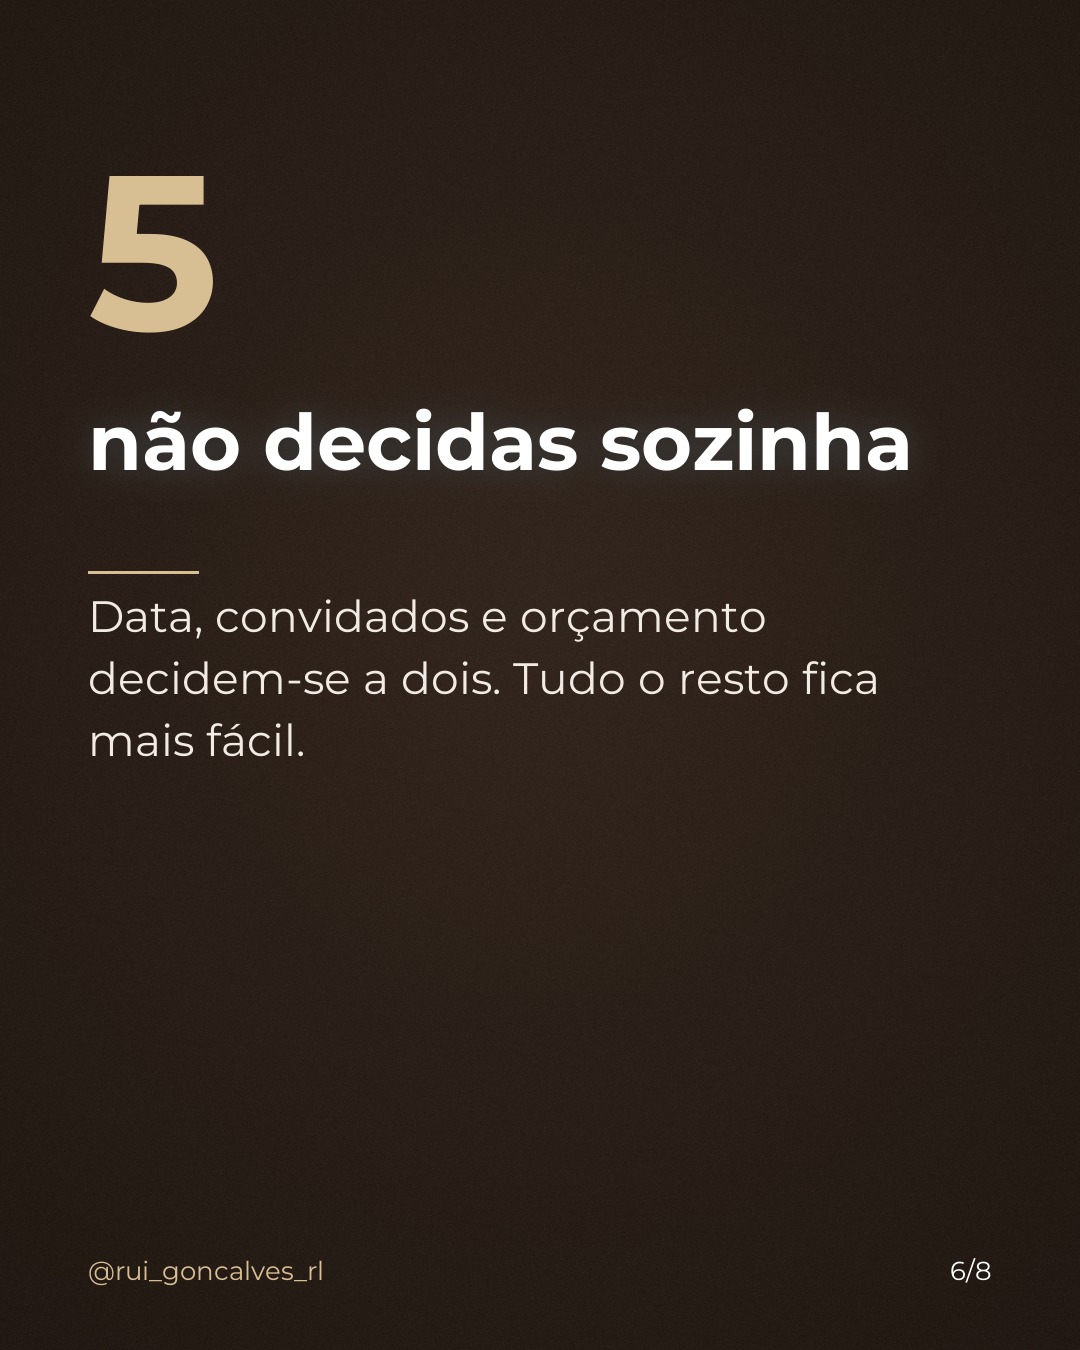 5
não decidas sozinha
Data, convidados e orçamento
decidem-se a dois. Tudo o resto fica
mais fácil.
@rui_goncalves_rl
6/8